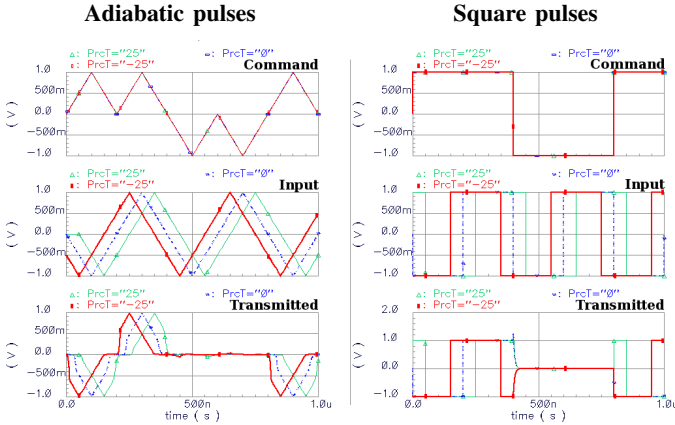 Adiabatic pulses
Square pulses
△: PrcT="25"
▫: PrcT="-25"
▫: PrcT="0"
Command
1.0
500m
0.0
-500m
-1.0
(V)
△: PrcT="25"
▪: PrcT="-25"
: PrcT="0"
Input
1.0
500m
0.0
-500m
-1.0
(V)
△: PrcT="25"
▪: PrcT="-25"
: PrcT="0"
Transmitted
1.0
500m
0.0
-500m
-1.0
(V)
0.0
500n
1.0u
time (s)
△: PrcT="25"
▪: PrcT="-25"
▫: PrcT="0"
Command
1.0
500m
0.0
-500m
-1.0
(V)
△: PrcT="25"
▪: PrcT="-25"
: PrcT="0"
Input
1.0
500m
0.0
-500m
-1.0
(V)
△: PrcT="25"
▪: PrcT="-25"
: PrcT="0"
Transmitted
2.0
1.0
0.0
-1.0
(V)
0.0
500n
1.0u
time (s)